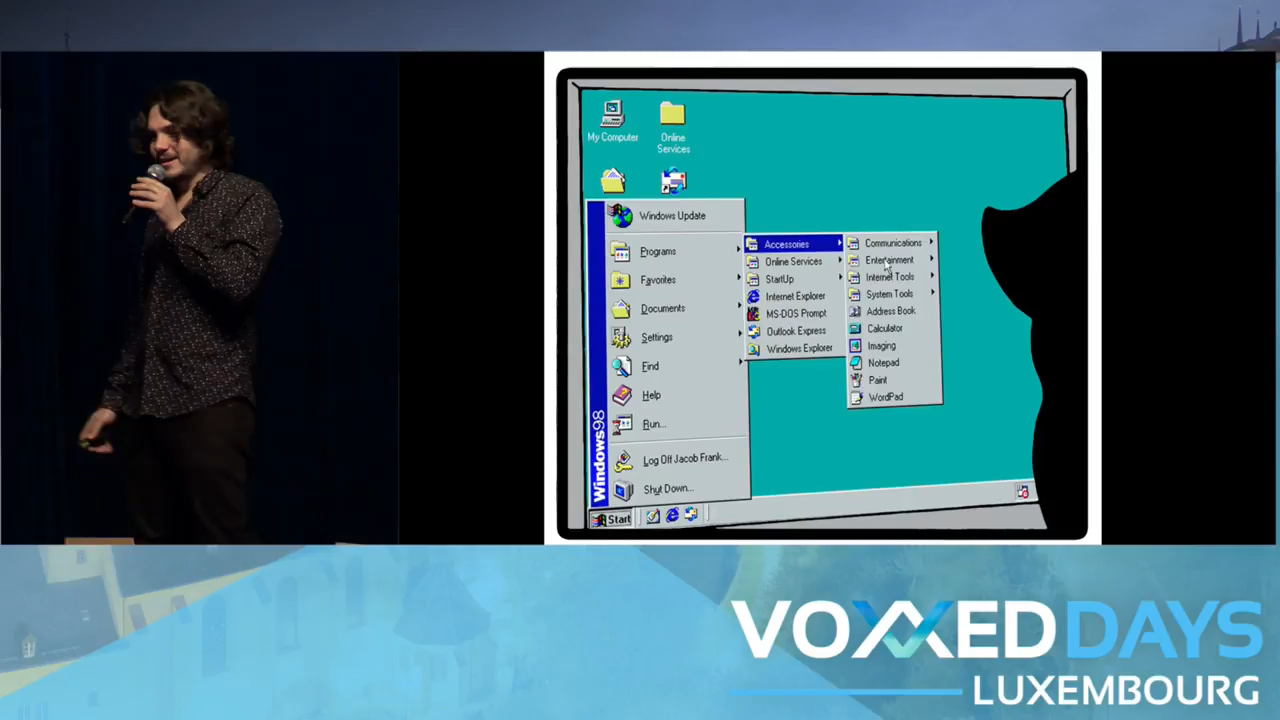 My Computer
Online
Services
Windows Update
Programs
Favorites
Documents
Settings
Find
Help
Run...
Log Off Jacob Frank...
Shut Down...
Windows98
Accessories
Online Services
StartUp
Internet Explorer
MS-DOS Prompt
Outlook Express
Windows Explorer
Communications
Entertainment
Internet Tools
System Tools
Address Book
Calculator
Imaging
Notepad
Paint
WordPad
Start
VOXXED DAYS
LUXEMBOURG